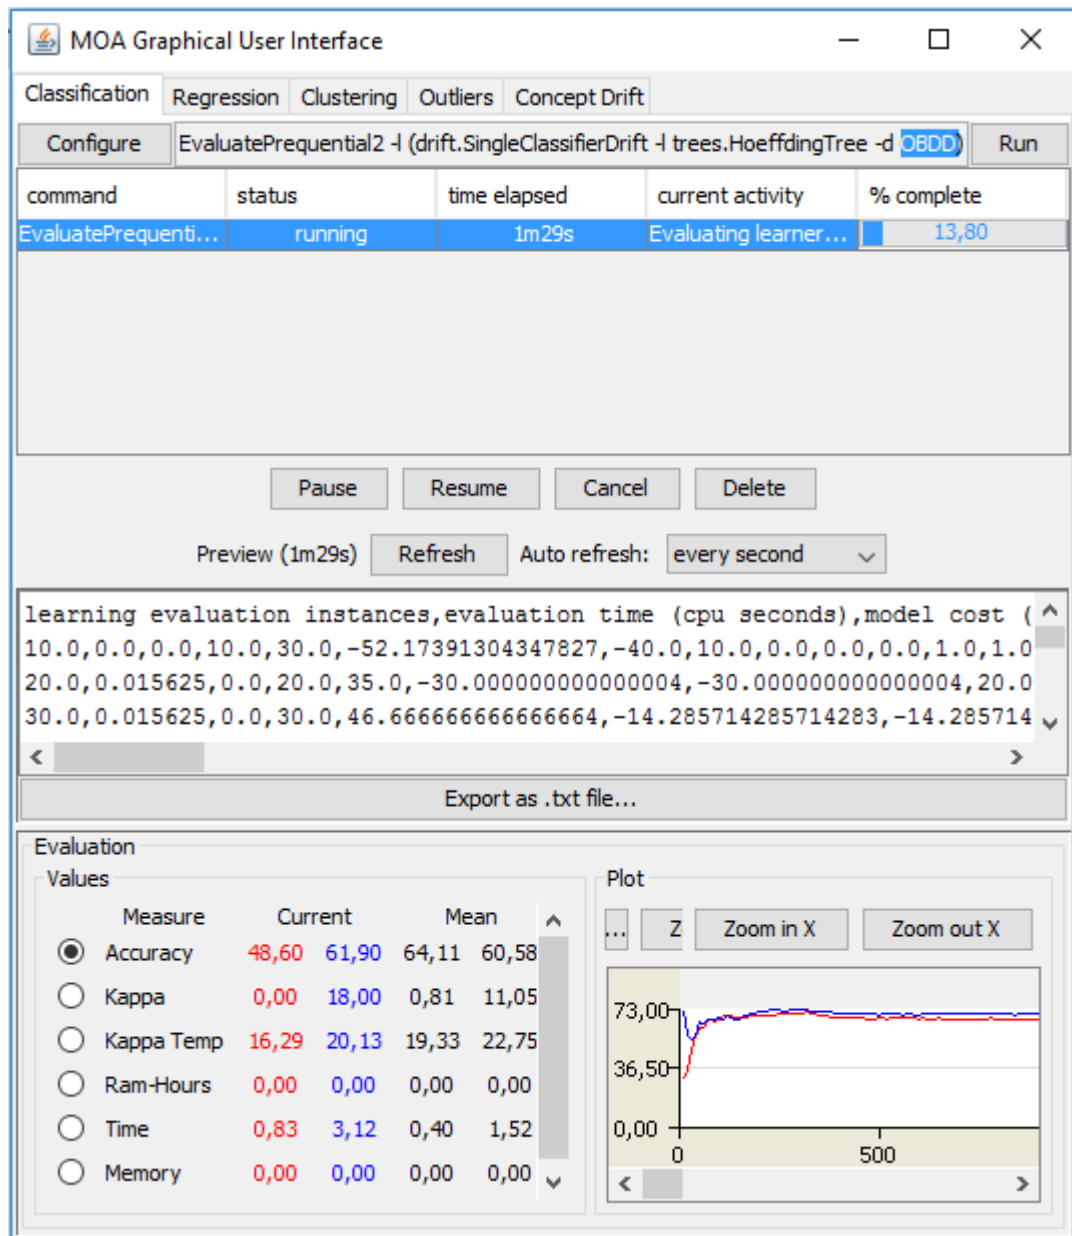 MOA Graphical User Interface
Classification Regression Clustering Outliers Concept Drift
Configure EvaluatePrequential2 -l (drift.SingleClassifierDrift -l trees.HoeffdingTree -d OBDD) Run
command status time elapsed current activity % complete
EvaluatePrequenti... running 1m29s Evaluating learner... 13,80
Pause Resume Cancel Delete
Preview (1m29s) Refresh Auto refresh: every second
learning evaluation instances,evaluation time (cpu seconds),model cost (
10.0,0.0,0.0,10.0,30.0,-52.17391304347827,-40.0,10.0,0.0,0.0,0.0,1.0,1.0
20.0,0.015625,0.0,20.0,35.0,-30.000000000000004,-30.000000000000004,20.0
30.0,0.015625,0.0,30.0,46.666666666666664,-14.285714285714283,-14.285714
Export as .txt file...
Evaluation
Values
Measure Current Mean
Accuracy 48,60 61,90 64,11 60,58
Kappa 0,00 18,00 0,81 11,05
Kappa Temp 16,29 20,13 19,33 22,75
Ram-Hours 0,00 0,00 0,00 0,00
Time 0,83 3,12 0,40 1,52
Memory 0,00 0,00 0,00 0,00
Plot
... Z Zoom in X Zoom out X
73,00
36,50
0,00
0 500